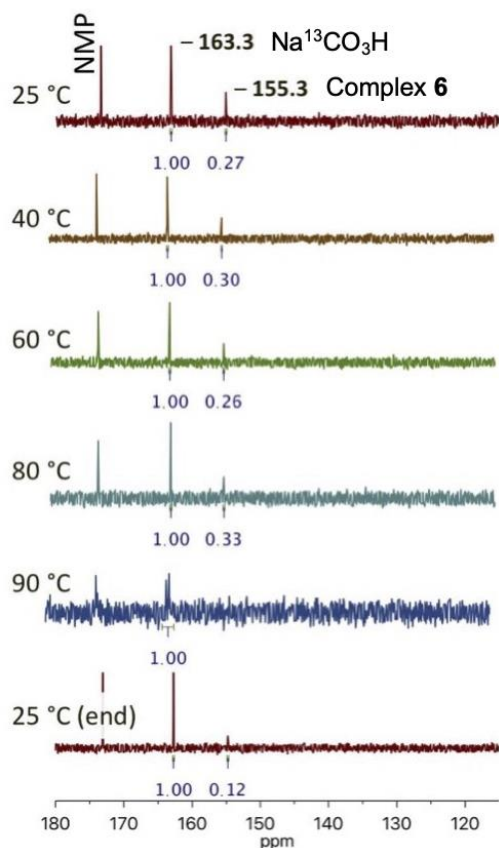 NMP
– 163.3 Na¹³CO₃H
– 155.3 Complex 6
25 °C
1.00 0.27
40 °C
1.00 0.30
60 °C
1.00 0.26
80 °C
1.00 0.33
90 °C
1.00
25 °C (end)
1.00 0.12
180 170 160 150 140 130 120
ppm